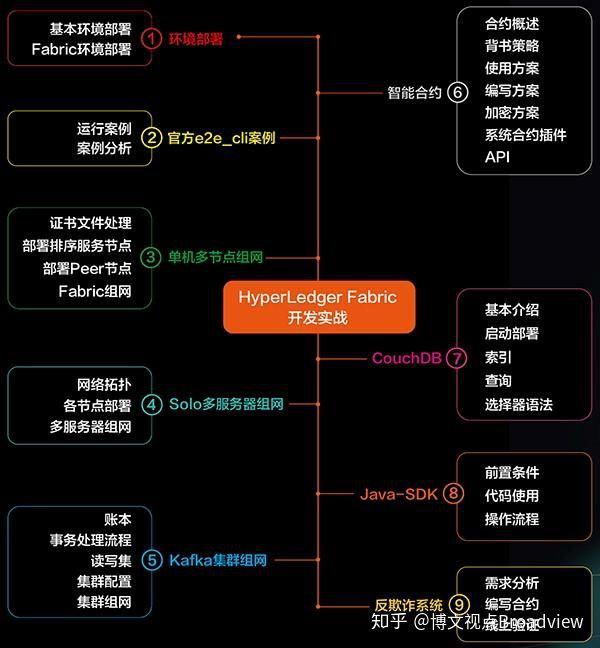 HyperLedger Fabric
开发实战
基本环境部署
Fabric环境部署
① 环境部署
运行案例
案例分析
② 官方e2e_cli案例
证书文件处理
部署排序服务节点
部署Peer节点
Fabric组网
③ 单机多节点组网
网络拓扑
各节点部署
多服务器组网
④ Solo多服务器组网
账本
事务处理流程
读写集
集群配置
集群组网
⑤ Kafka集群组网
智能合约 ⑥
合约概述
背书策略
使用方案
编写方案
加密方案
系统合约插件
API
CouchDB ⑦
基本介绍
启动部署
索引
查询
选择器语法
Java-SDK ⑧
前置条件
代码使用
操作流程
反欺诈系统 ⑨
需求分析
编写合约
知乎 @博文视点Broadview